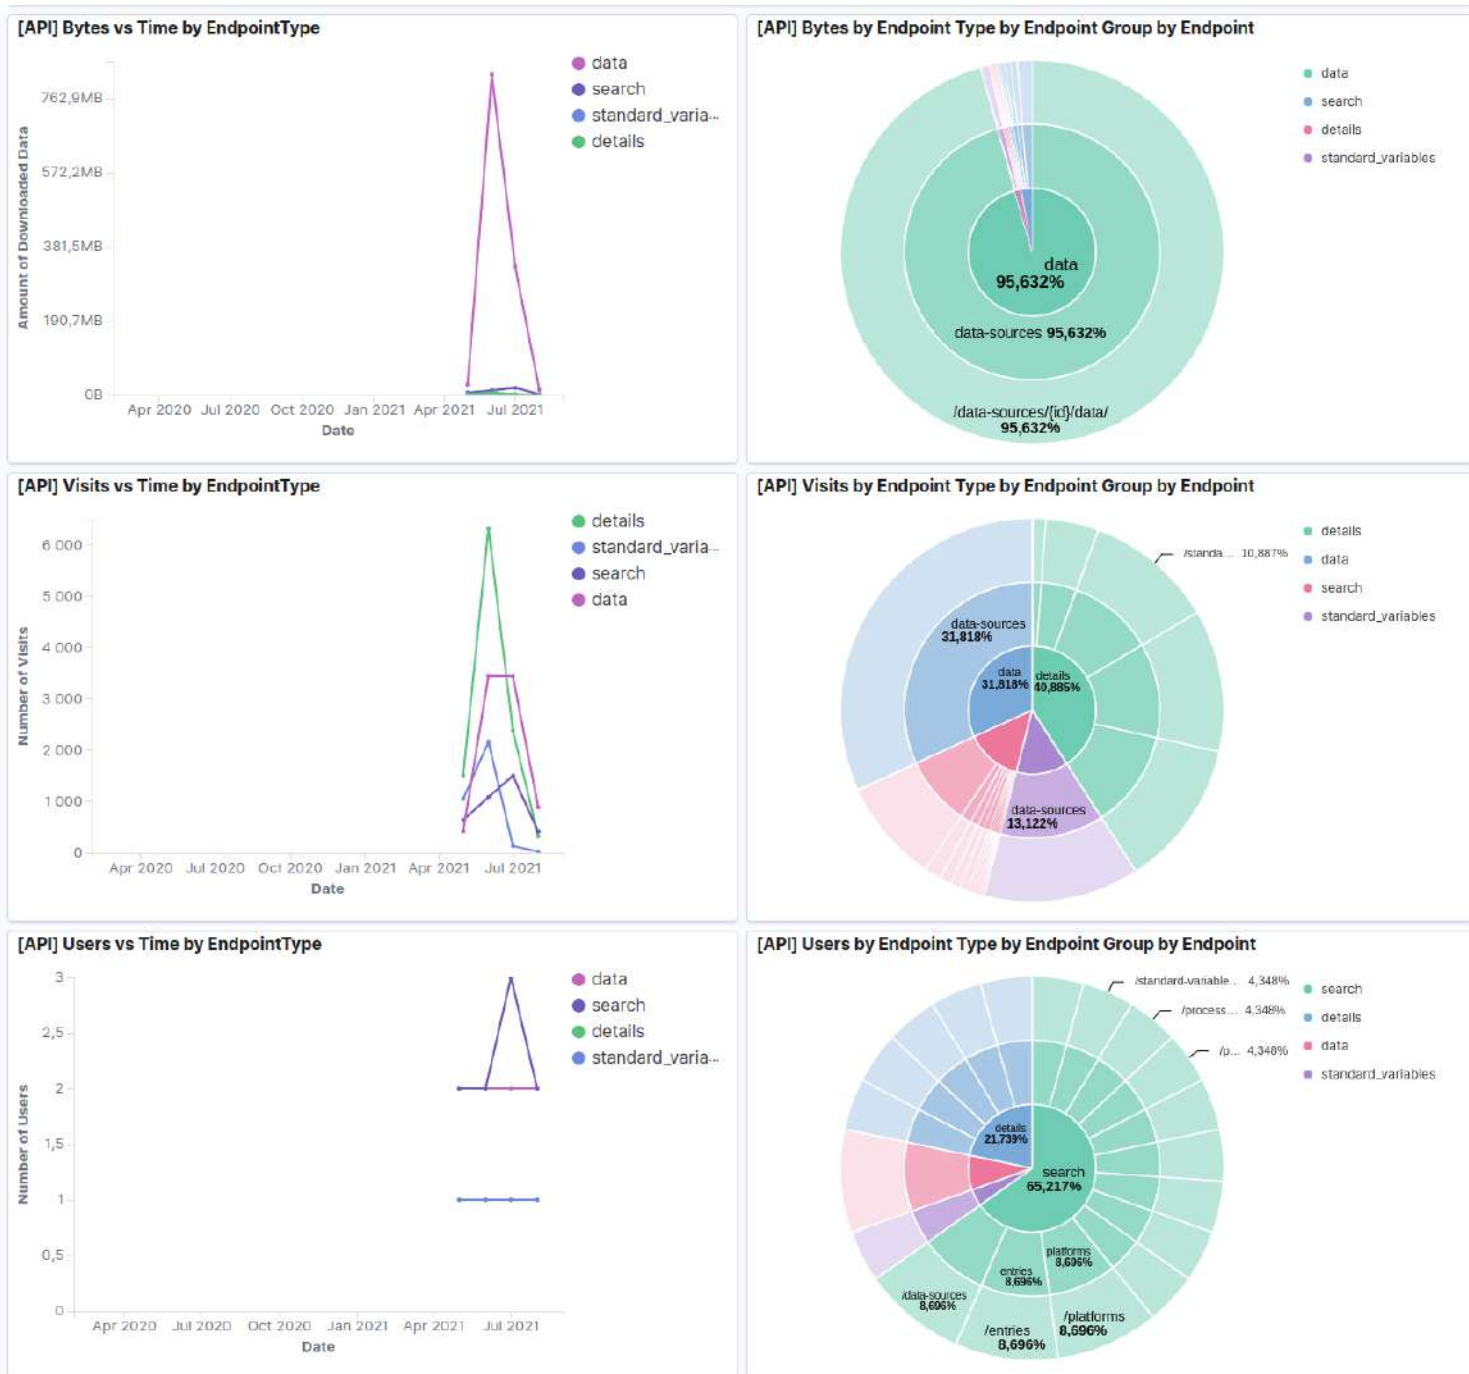 [API] Bytes vs Time by EndpointType
data
search
standard_varia...
details
762,9MB
572,2MB
381,5MB
190,7MB
0B
Amount of Downloaded Data
Apr 2020 Jul 2020 Oct 2020 Jan 2021 Apr 2021 Jul 2021
Date
[API] Bytes by Endpoint Type by Endpoint Group by Endpoint
data
search
details
standard_variables
data
95,632%
data-sources 95,632%
/data-sources/{id}/data/
95,632%
[API] Visits vs Time by EndpointType
details
standard_varia...
search
data
6 000
5 000
4 000
3 000
2 000
1 000
0
Number of Visits
Apr 2020 Jul 2020 Oct 2020 Jan 2021 Apr 2021 Jul 2021
Date
[API] Visits by Endpoint Type by Endpoint Group by Endpoint
details
data
search
standard_variables
/standa... 10,887%
data-sources
31,818%
data
31,818%
details
40,885%
data-sources
13,122%
[API] Users vs Time by EndpointType
data
search
details
standard_varia...
3
2,5
2
1,5
1
0,5
0
Number of Users
Apr 2020 Jul 2020 Oct 2020 Jan 2021 Apr 2021 Jul 2021
Date
[API] Users by Endpoint Type by Endpoint Group by Endpoint
search
details
data
standard_variables
/standard-variable... 4,348%
/process... 4,348%
/p... 4,348%
details
21,739%
search
65,217%
platforms
8,696%
entries
8,696%
/data-sources
8,696%
/platforms
8,696%
/entries
8,696%